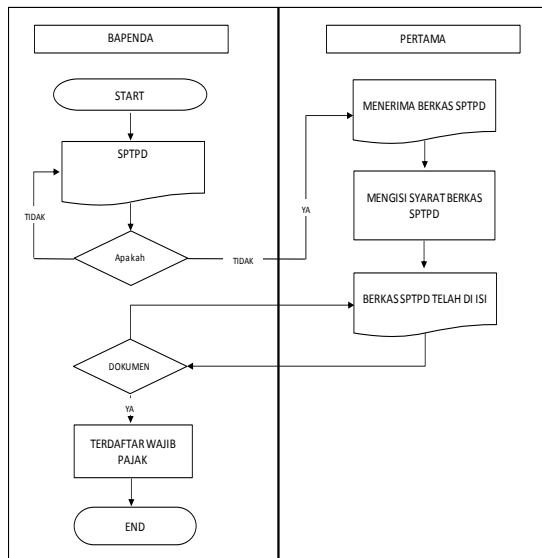 BAPENDA
PERTAMA
START
MENERIMA BERKAS SPTPD
SPTPD
MENGISI SYARAT BERKAS
SPTPD
YA
TIDAK
Apakah
TIDAK
BERKAS SPTPD TELAH DI ISI
DOKUMEN
YA
TERDAFTAR WAJIB
PAJAK
END